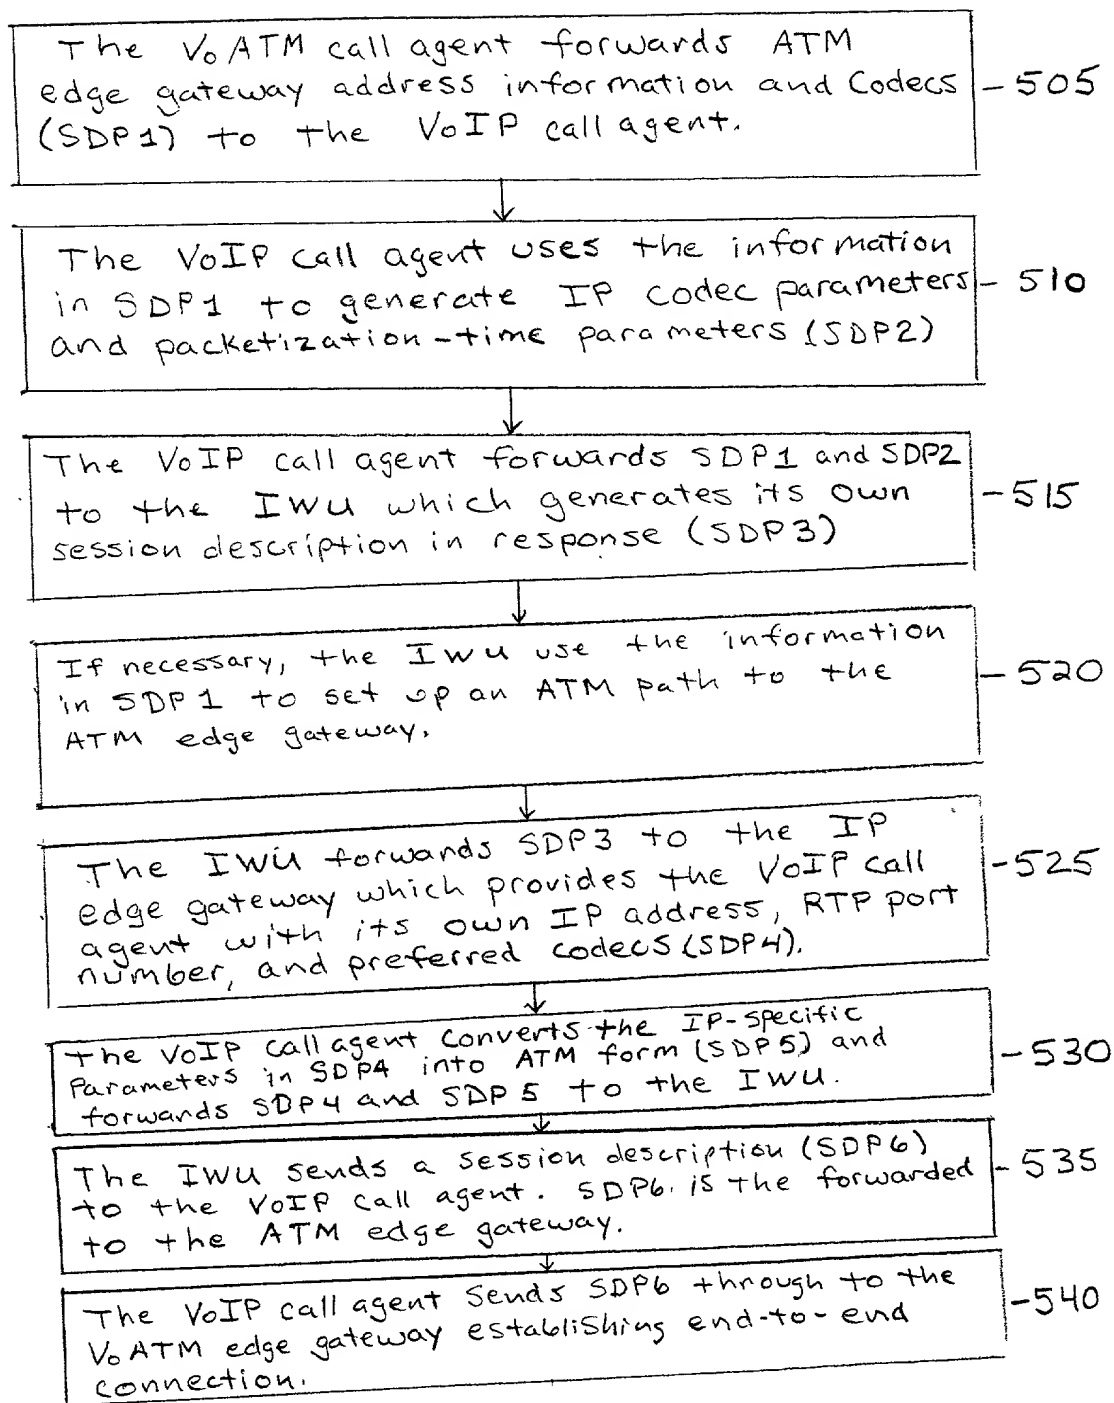 The VoATM call agent forwards ATM
edge gateway address information and Codecs
(SDP1) to the VoIP call agent.
- 505
The VoIP call agent uses the information
in SDP1 to generate IP codec parameters
and packetization-time parameters (SDP2)
- 510
The VoIP call agent forwards SDP1 and SDP2
to the IWU which generates its own
session description in response (SDP3)
- 515
If necessary, the IWU use the information
in SDP1 to set up an ATM path to the
ATM edge gateway.
- 520
The IWU forwards SDP3 to the IP
edge gateway which provides the VoIP call
agent with its own IP address, RTP port
number, and preferred codecs (SDP4).
- 525
The VoIP call agent converts the IP-specific
Parameters in SDP4 into ATM form (SDP5) and
forwards SDP4 and SDP5 to the IWU.
- 530
The IWU sends a session description (SDP6)
to the VoIP call agent. SDP6 is the forwarded
to the ATM edge gateway.
- 535
The VoIP call agent sends SDP6 through to the
VoATM edge gateway establishing end-to-end
connection.
- 540